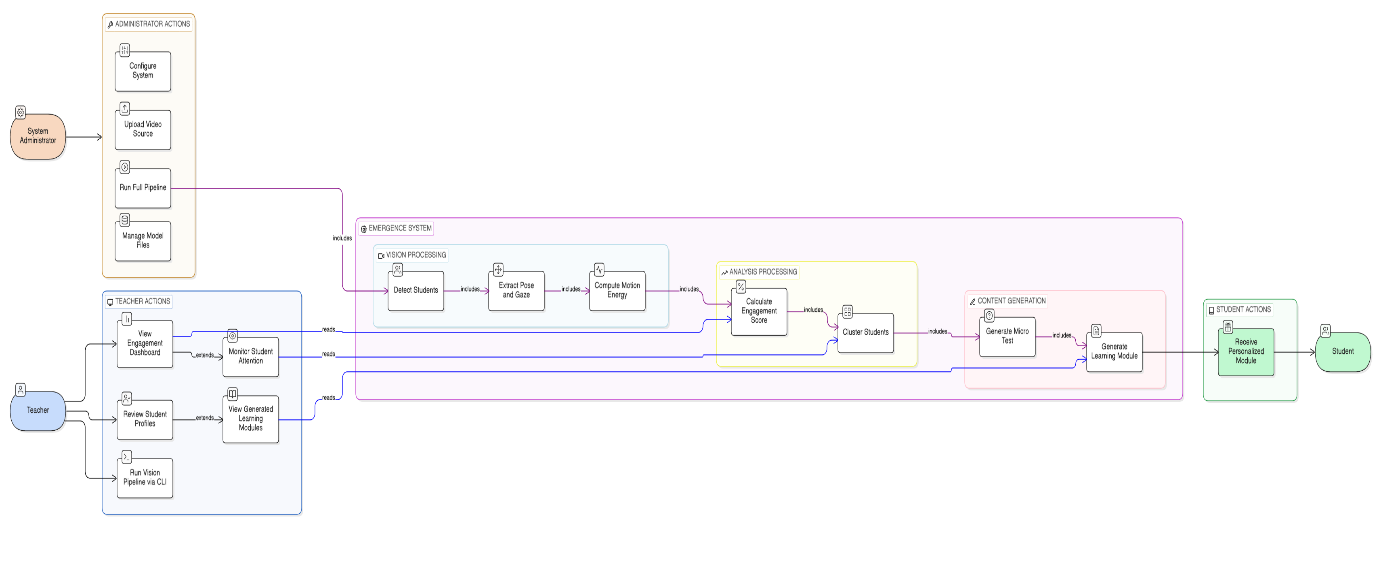 ADMINISTRATOR ACTIONS
Configure
System
Upload Video
Source
System
Administrator
Run Full Pipeline
Manage Model
Files
includes
EMERGENCE SYSTEM
VISION PROCESSING
Detect Students
includes
Extract Pose
and Gaze
includes
Compute Motion
Energy
includes
ANALYSIS PROCESSING
Calculate
Engagement
Score
includes
Cluster Students
includes
CONTENT GENERATION
Generate Micro
Test
includes
Generate
Learning Module
STUDENT ACTIONS
Receive
Personalized
Module
Student
TEACHER ACTIONS
View
Engagement
Dashboard
extends
Monitor Student
Attention
reads
reads
reads
Teacher
Review Student
Profiles
extends
View Generated
Learning
Modules
Run Vision
Pipeline via CLI